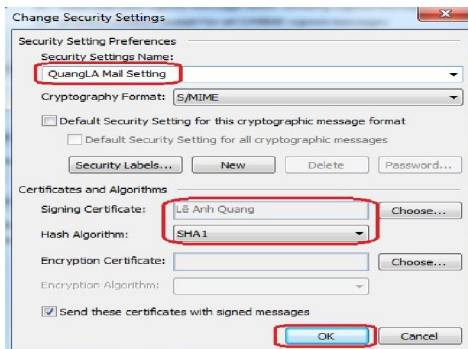 Change Security Settings
Security Setting Preferences
Security Settings Name:
QuangLA Mail Setting
Cryptography Format: S/MIME
Default Security Setting for this cryptographic message format
Default Security Setting for all cryptographic messages
Security Labels... New Delete Password...
Certificates and Algorithms
Signing Certificate: Lê Anh Quang Choose...
Hash Algorithm: SHA1
Encryption Certificate: Choose...
Encryption Algorithm:
Send these certificates with signed messages
OK Cancel